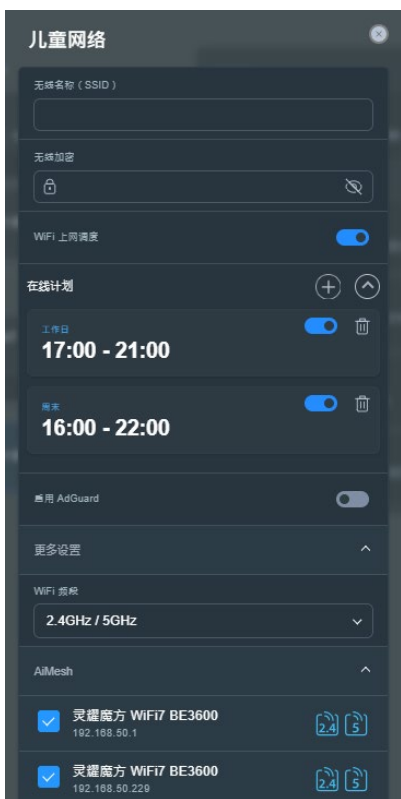 儿童网络
无线名称（SSID）
无线加密
WiFi 上网调度
在线计划
工作日
17:00 - 21:00
周末
16:00 - 22:00
启用 AdGuard
更多设置
WiFi 频段
2.4GHz / 5GHz
AiMesh
灵耀魔方 WiFi7 BE3600
192.168.50.1
2.4 5
灵耀魔方 WiFi7 BE3600
192.168.50.229
2.4 5